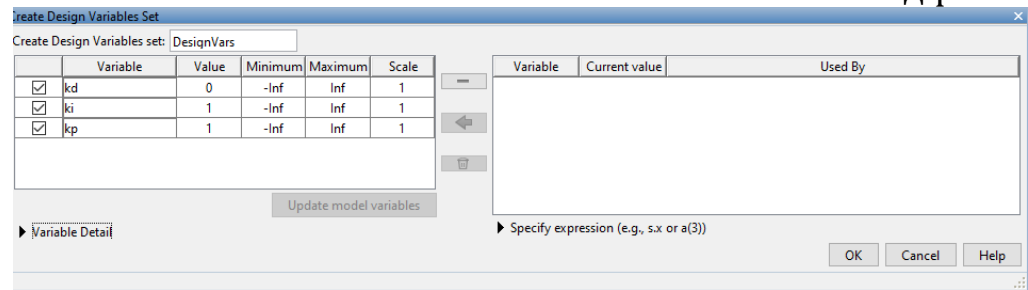 Create Design Variables Set
Create Design Variables set: DesignVars
Variable Value Minimum Maximum Scale
kd 0 -Inf Inf 1
ki 1 -Inf Inf 1
kp 1 -Inf Inf 1
Update model variables
Variable Detail
Variable Current value Used By
Specify expression (e.g., s.x or a(3))
OK Cancel Help